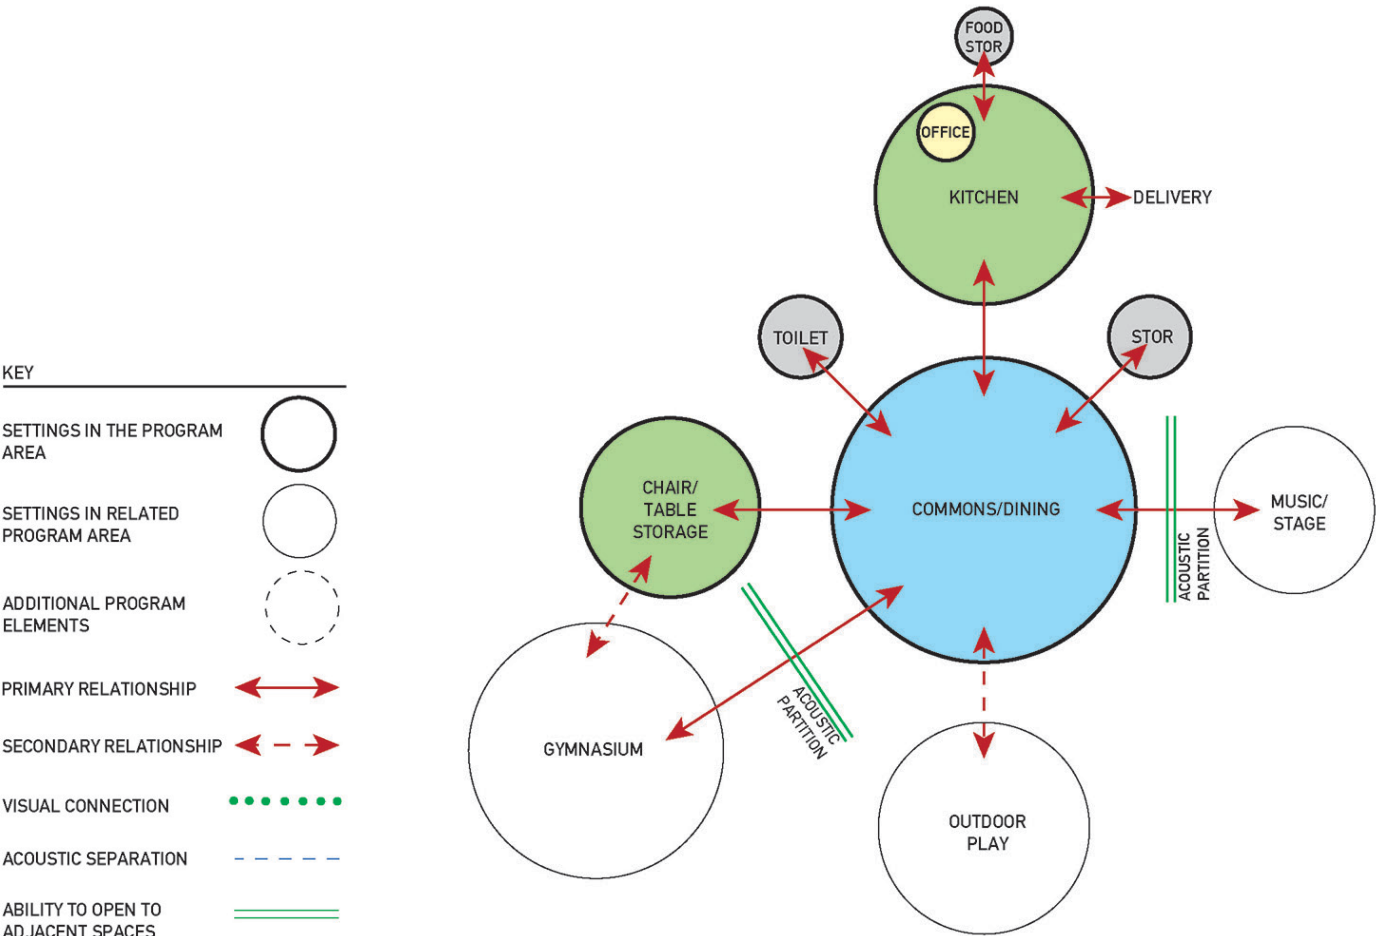 FOOD
STOR
OFFICE
KITCHEN
DELIVERY
TOILET
STOR
CHAIR/
TABLE
STORAGE
COMMONS/DINING
MUSIC/
STAGE
ACOUSTIC
PARTITION
ACOUSTIC
PARTITION
GYMNASIUM
OUTDOOR
PLAY
KEY
SETTINGS IN THE PROGRAM
AREA
SETTINGS IN RELATED
PROGRAM AREA
ADDITIONAL PROGRAM
ELEMENTS
PRIMARY RELATIONSHIP
SECONDARY RELATIONSHIP
VISUAL CONNECTION
ACOUSTIC SEPARATION
ABILITY TO OPEN TO
ADJACENT SPACES